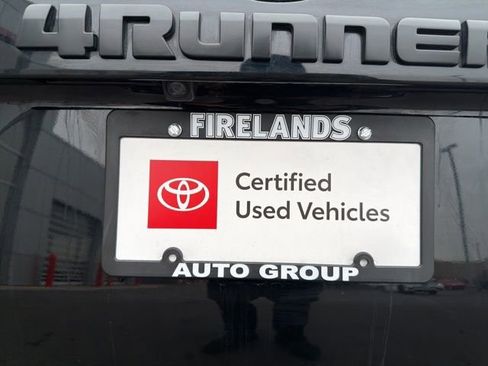 4RUNNER
FIRELANDS
Certified
Used Vehicles
AUTO GROUP